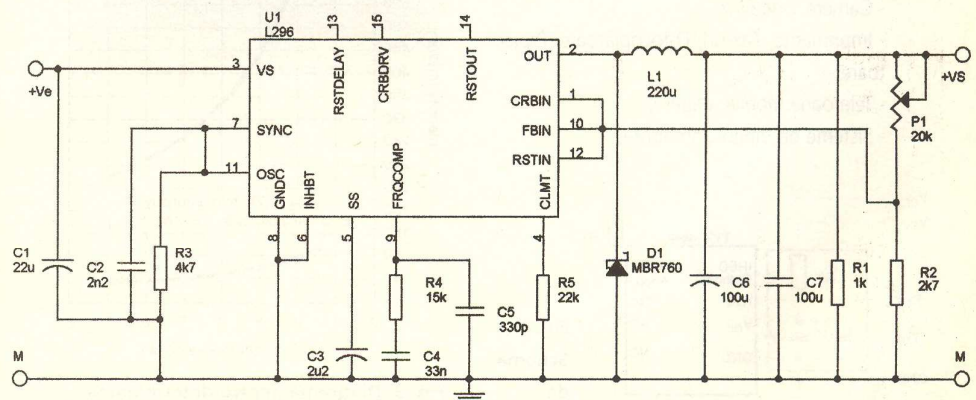 U1
L296
13
15
14
RSTDELAY
CRBDRV
RSTOUT
+Ve
3
VS
7
SYNC
11
OSC
GND
INHBT
SS
FRQCOMP
CLMT
8
6
5
9
4
OUT
2
CRBIN
1
FBIN
10
RSTIN
12
L1
220u
+VS
P1
20k
C1
22u
C2
2n2
R3
4k7
C3
2u2
R4
15k
C4
33n
C5
330p
R5
22k
D1
MBR760
C6
100u
C7
100u
R1
1k
R2
2k7
M
M